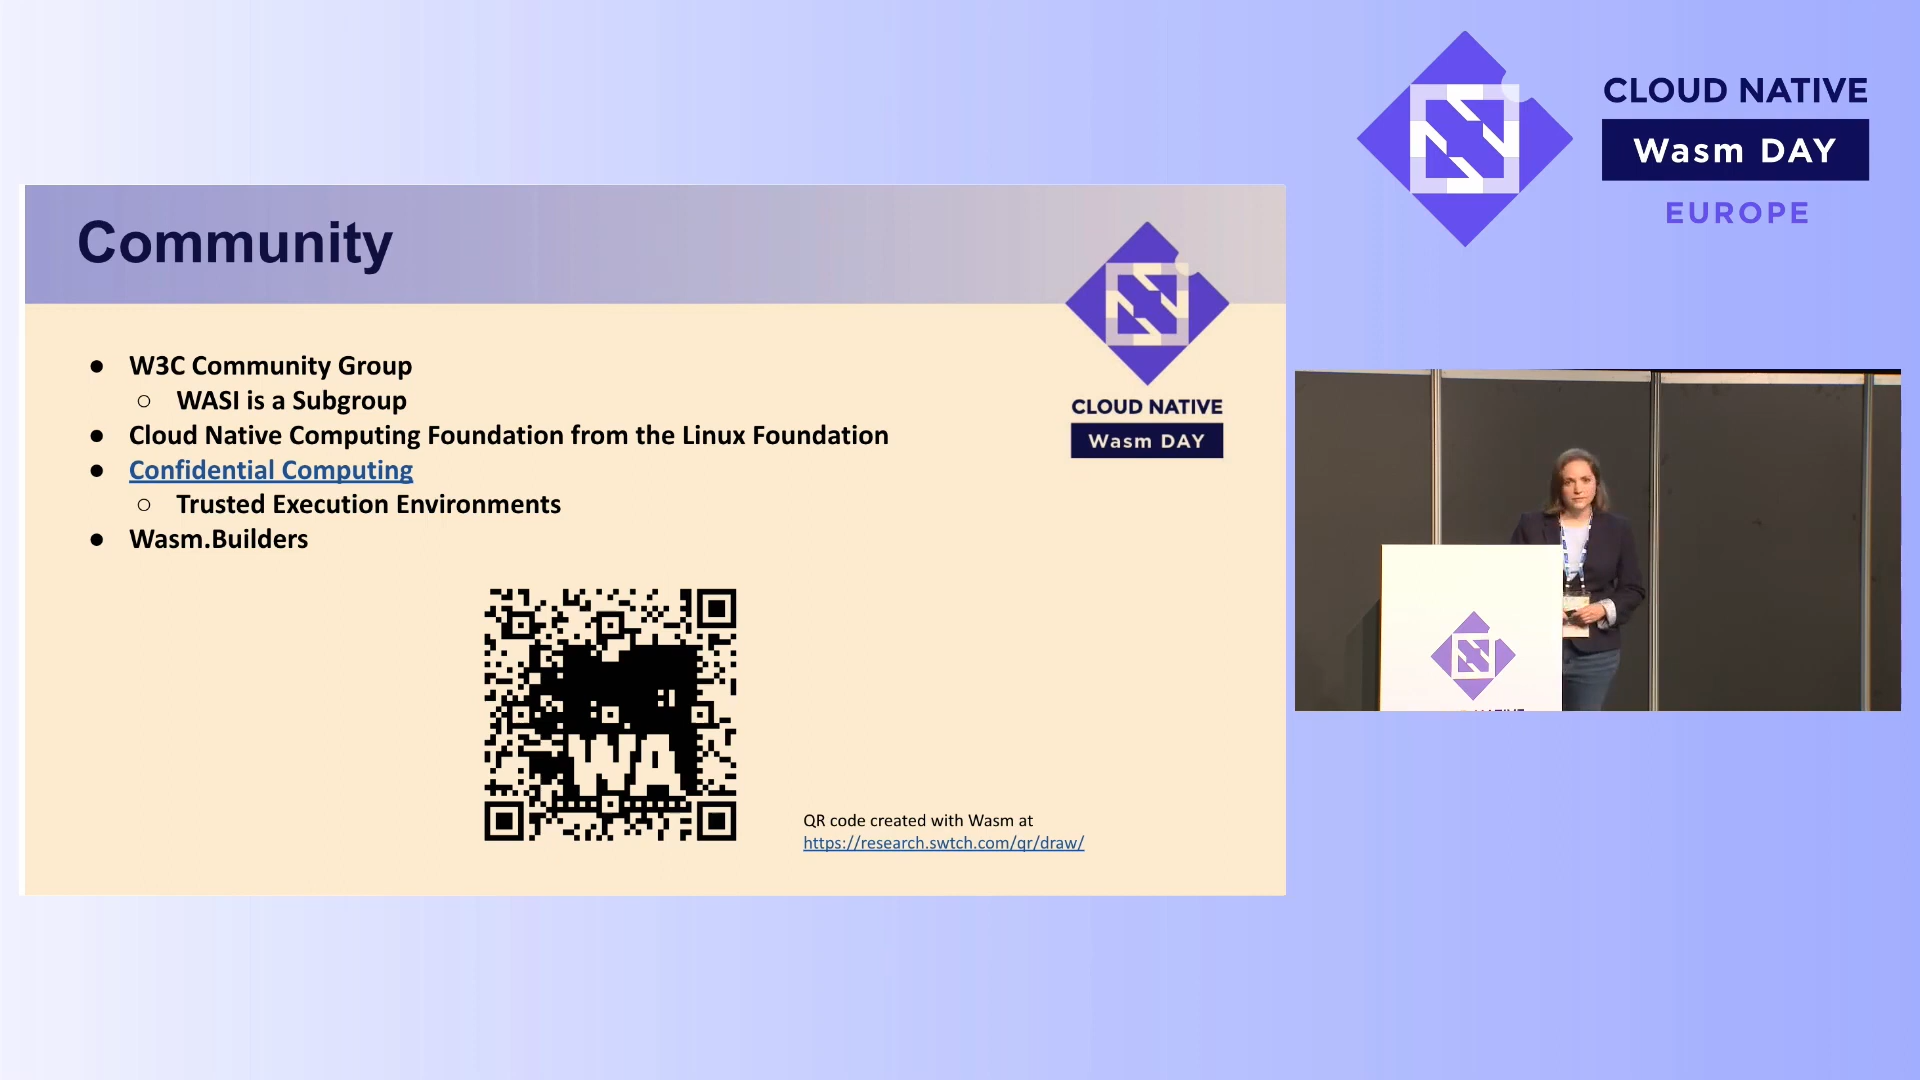 CLOUD NATIVE
Wasm DAY
EUROPE
Community
● W3C Community Group
○ WASI is a Subgroup
● Cloud Native Computing Foundation from the Linux Foundation
● Confidential Computing
○ Trusted Execution Environments
● Wasm.Builders
CLOUD NATIVE
Wasm DAY
WA
QR code created with Wasm at
https://research.swtch.com/qr/draw/